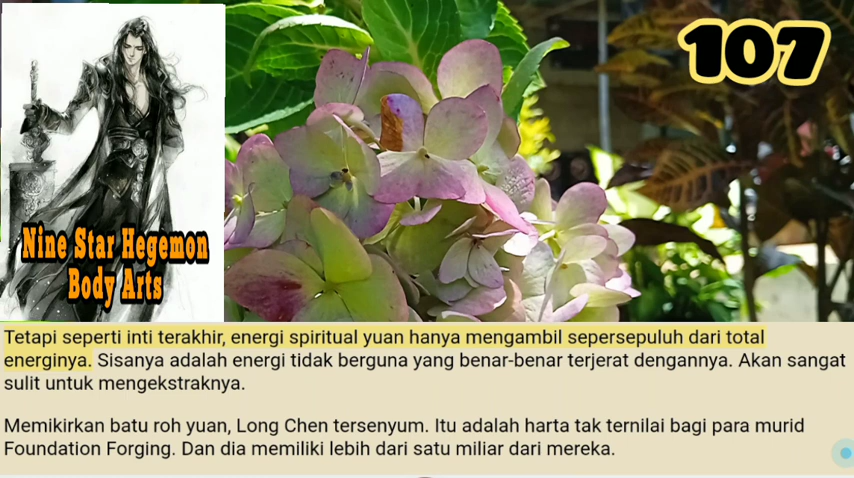 107
Nine Star Hegemon
Body Arts
Tetapi seperti inti terakhir, energi spiritual yuan hanya mengambil sepersepuluh dari total
energinya. Sisanya adalah energi tidak berguna yang benar-benar terjerat dengannya. Akan sangat
sulit untuk mengekstraknya.
Memikirkan batu roh yuan, Long Chen tersenyum. Itu adalah harta tak ternilai bagi para murid
Foundation Forging. Dan dia memiliki lebih dari satu miliar dari mereka.